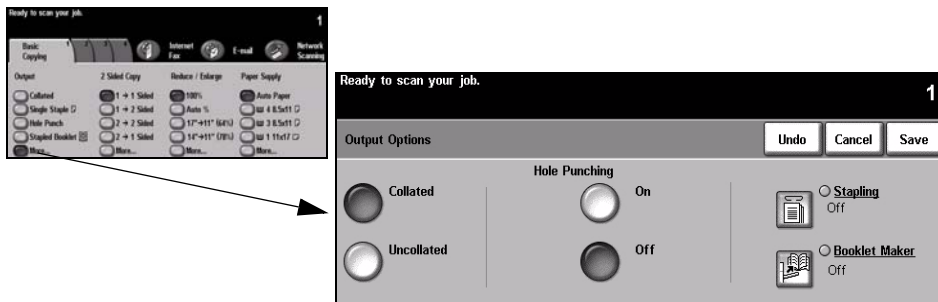 Ready to scan your job.
1
Basic Copying
1 2 3 4
Internet Fax
E-mail
Network Scanning
Output
2 Sided Copy
Reduce / Enlarge
Paper Supply
Collated
1 → 1 Sided
100%
Auto Paper
Single Staple
1 → 2 Sided
Auto %
4 8.5x11
Hole Punch
2 → 2 Sided
17"→11" (64%)
3 8.5x11
Stapled Booklet
2 → 1 Sided
14"→11" (78%)
1 11x17
More...
More...
More...
More...
Ready to scan your job.
1
Output Options
Undo
Cancel
Save
Hole Punching
Collated
On
Stapling
Off
Uncollated
Off
Booklet Maker
Off